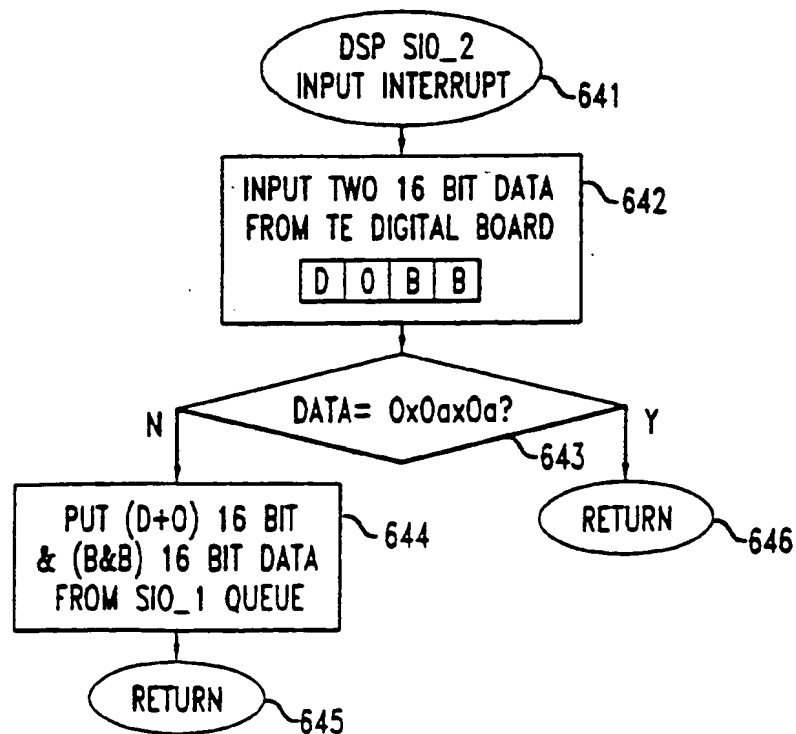 DSP SIO_2
INPUT INTERRUPT
641
INPUT TWO 16 BIT DATA
FROM TE DIGITAL BOARD
D 0 B B
642
DATA= 0x0ax0a?
643
N
Y
PUT (D+0) 16 BIT
& (B&B) 16 BIT DATA
FROM SIO_1 QUEUE
644
RETURN
646
RETURN
645